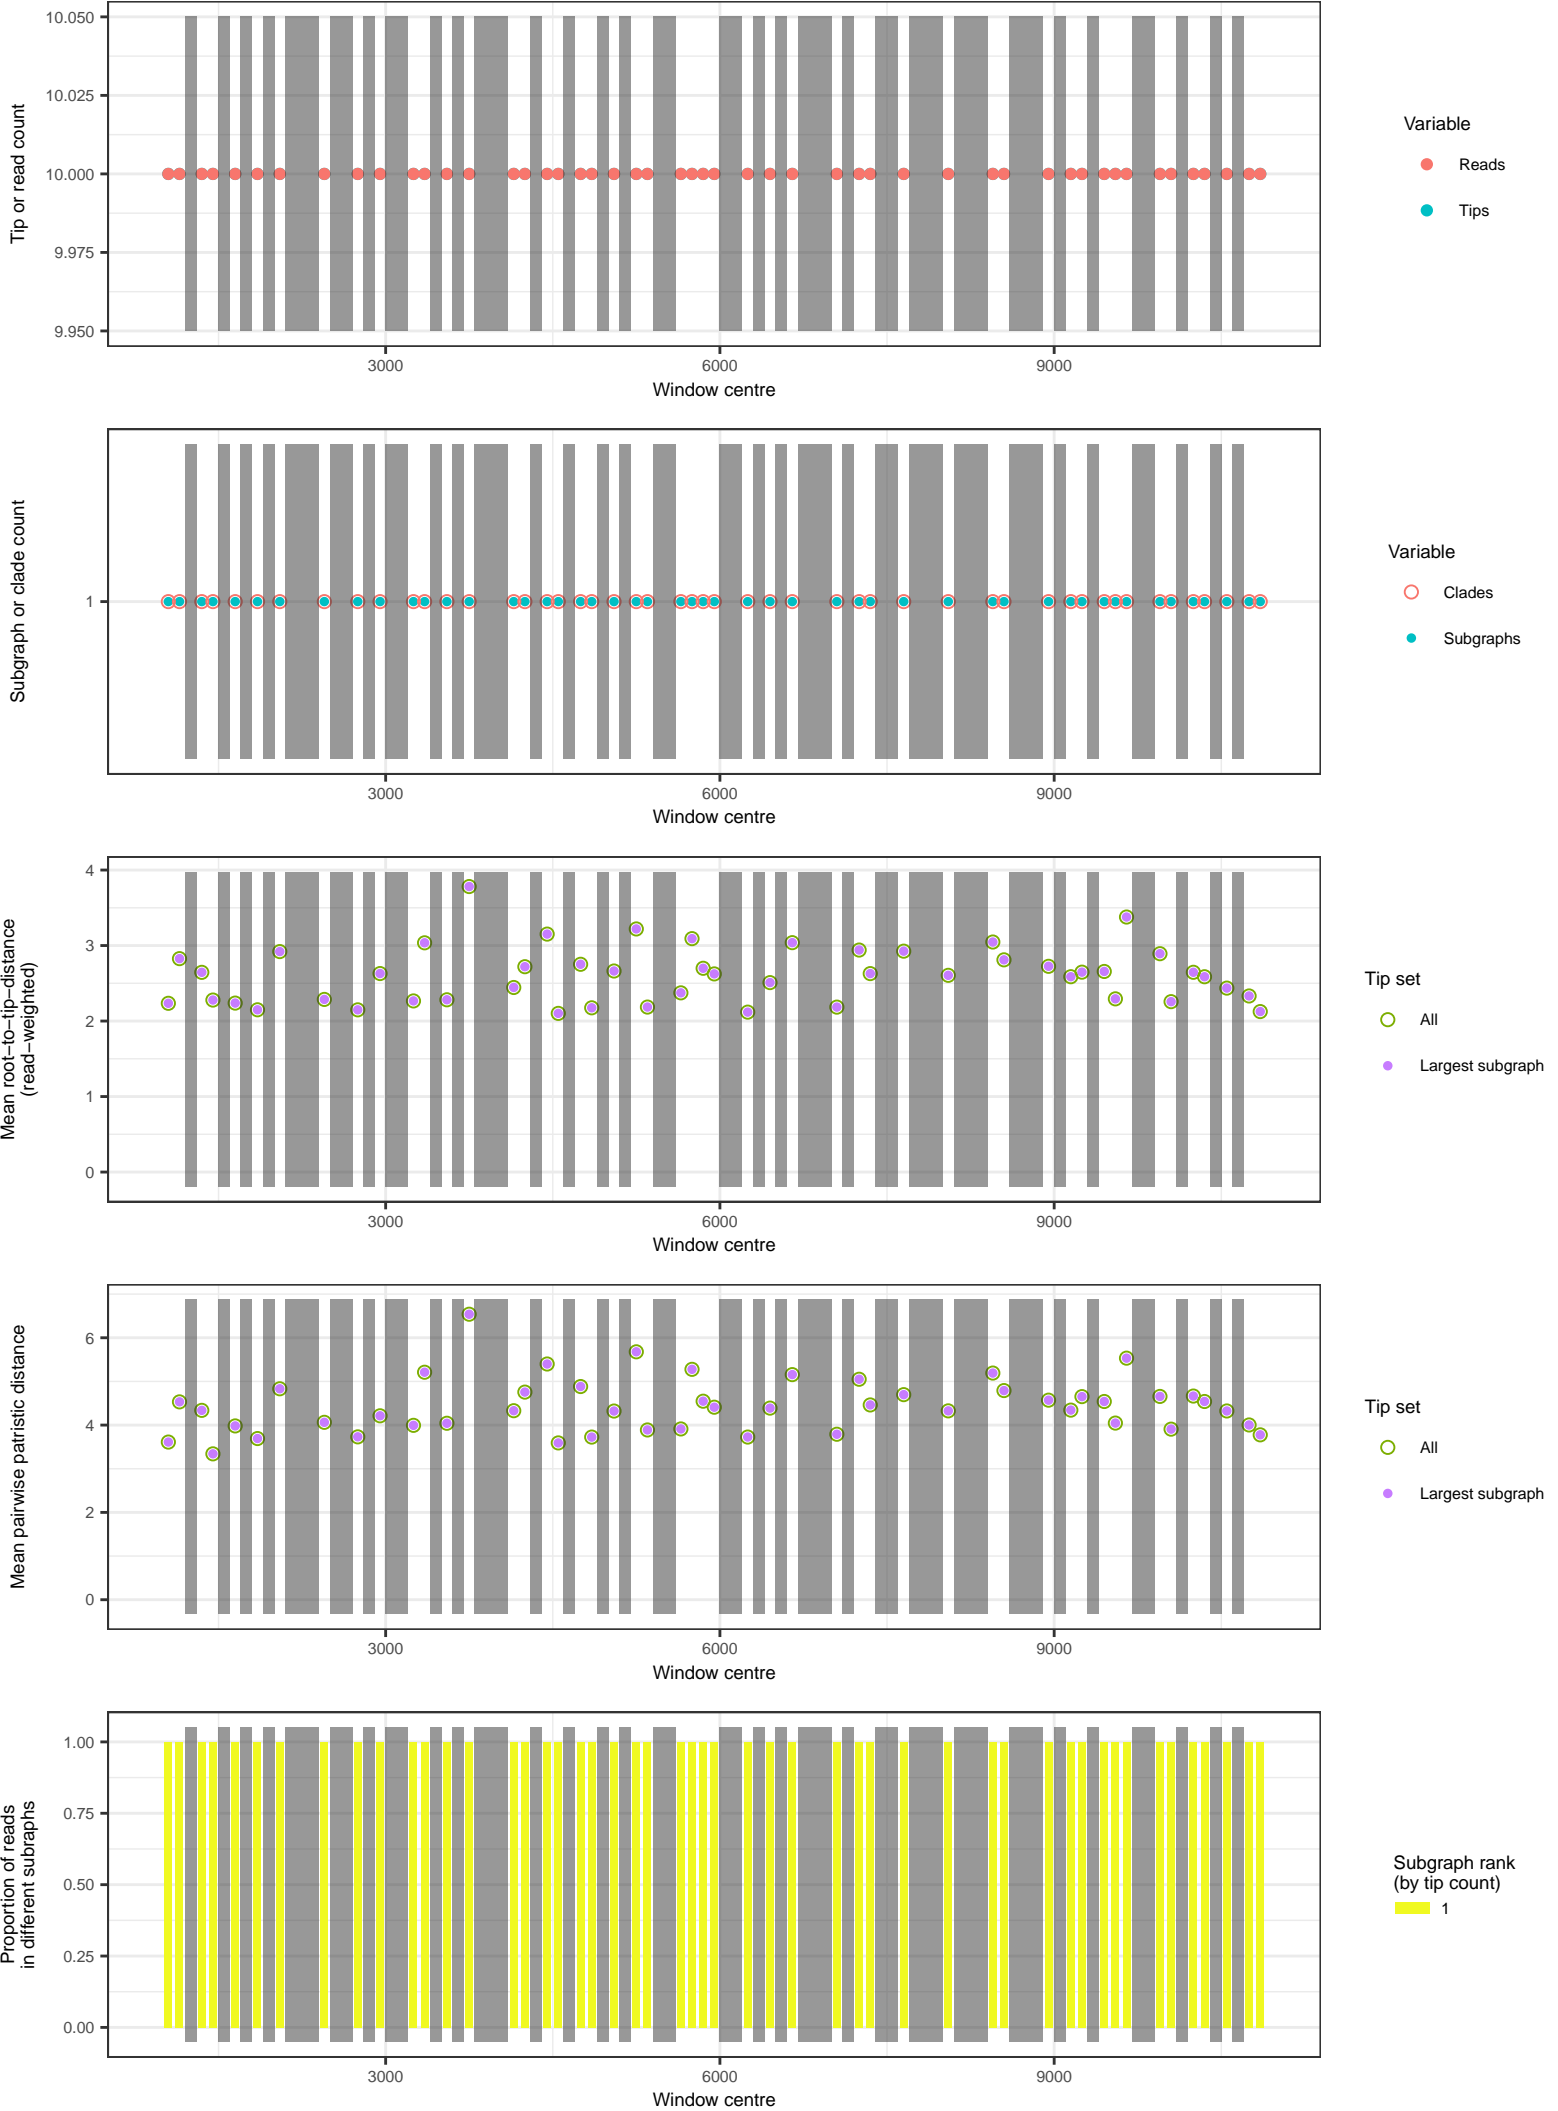 10.050
10.025
10.000
9.975
9.950
Tip or read count
3000
6000
9000
Window centre
Variable
Reads
Tips
1
Subgraph or clade count
3000
6000
9000
Window centre
Variable
Clades
Subgraphs
4
3
2
1
0
Mean root−to−tip−distance
(read−weighted)
3000
6000
9000
Window centre
Tip set
All
Largest subgraph
6
4
2
0
Mean pairwise patristic distance
3000
6000
9000
Window centre
Tip set
All
Largest subgraph
1.00
0.75
0.50
0.25
0.00
Proportion of reads
in different subraphs
3000
6000
9000
Window centre
Subgraph rank
(by tip count)
1